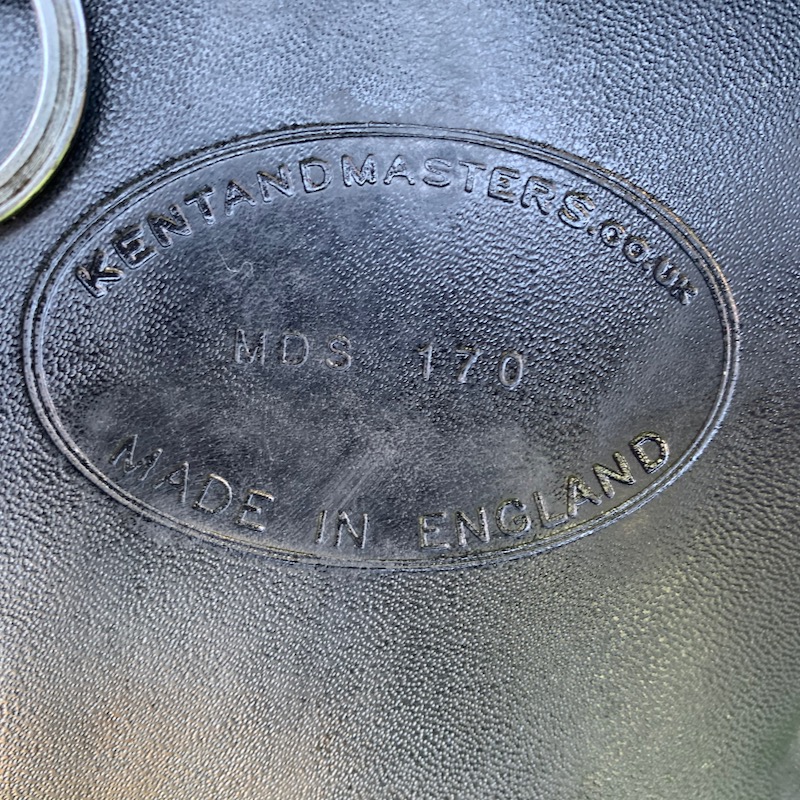 KENTANDMASTERS.CO.UK
MDS 170
MADE IN ENGLAND